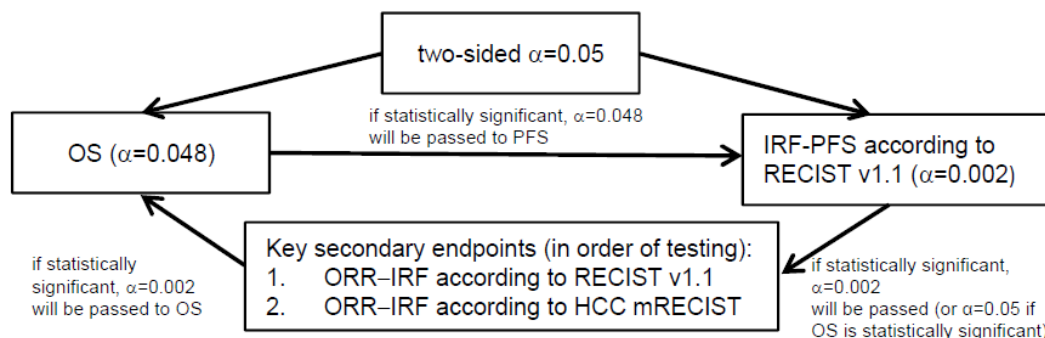 two-sided α=0.05
if statistically significant, α=0.048
will be passed to PFS
OS (α=0.048)
IRF-PFS according to
RECIST v1.1 (α=0.002)
Key secondary endpoints (in order of testing):
1. ORR–IRF according to RECIST v1.1
2. ORR–IRF according to HCC mRECIST
if statistically
significant, α=0.002
will be passed to OS
if statistically significant,
α=0.002
will be passed (or α=0.05 if
OS is statistically significant)